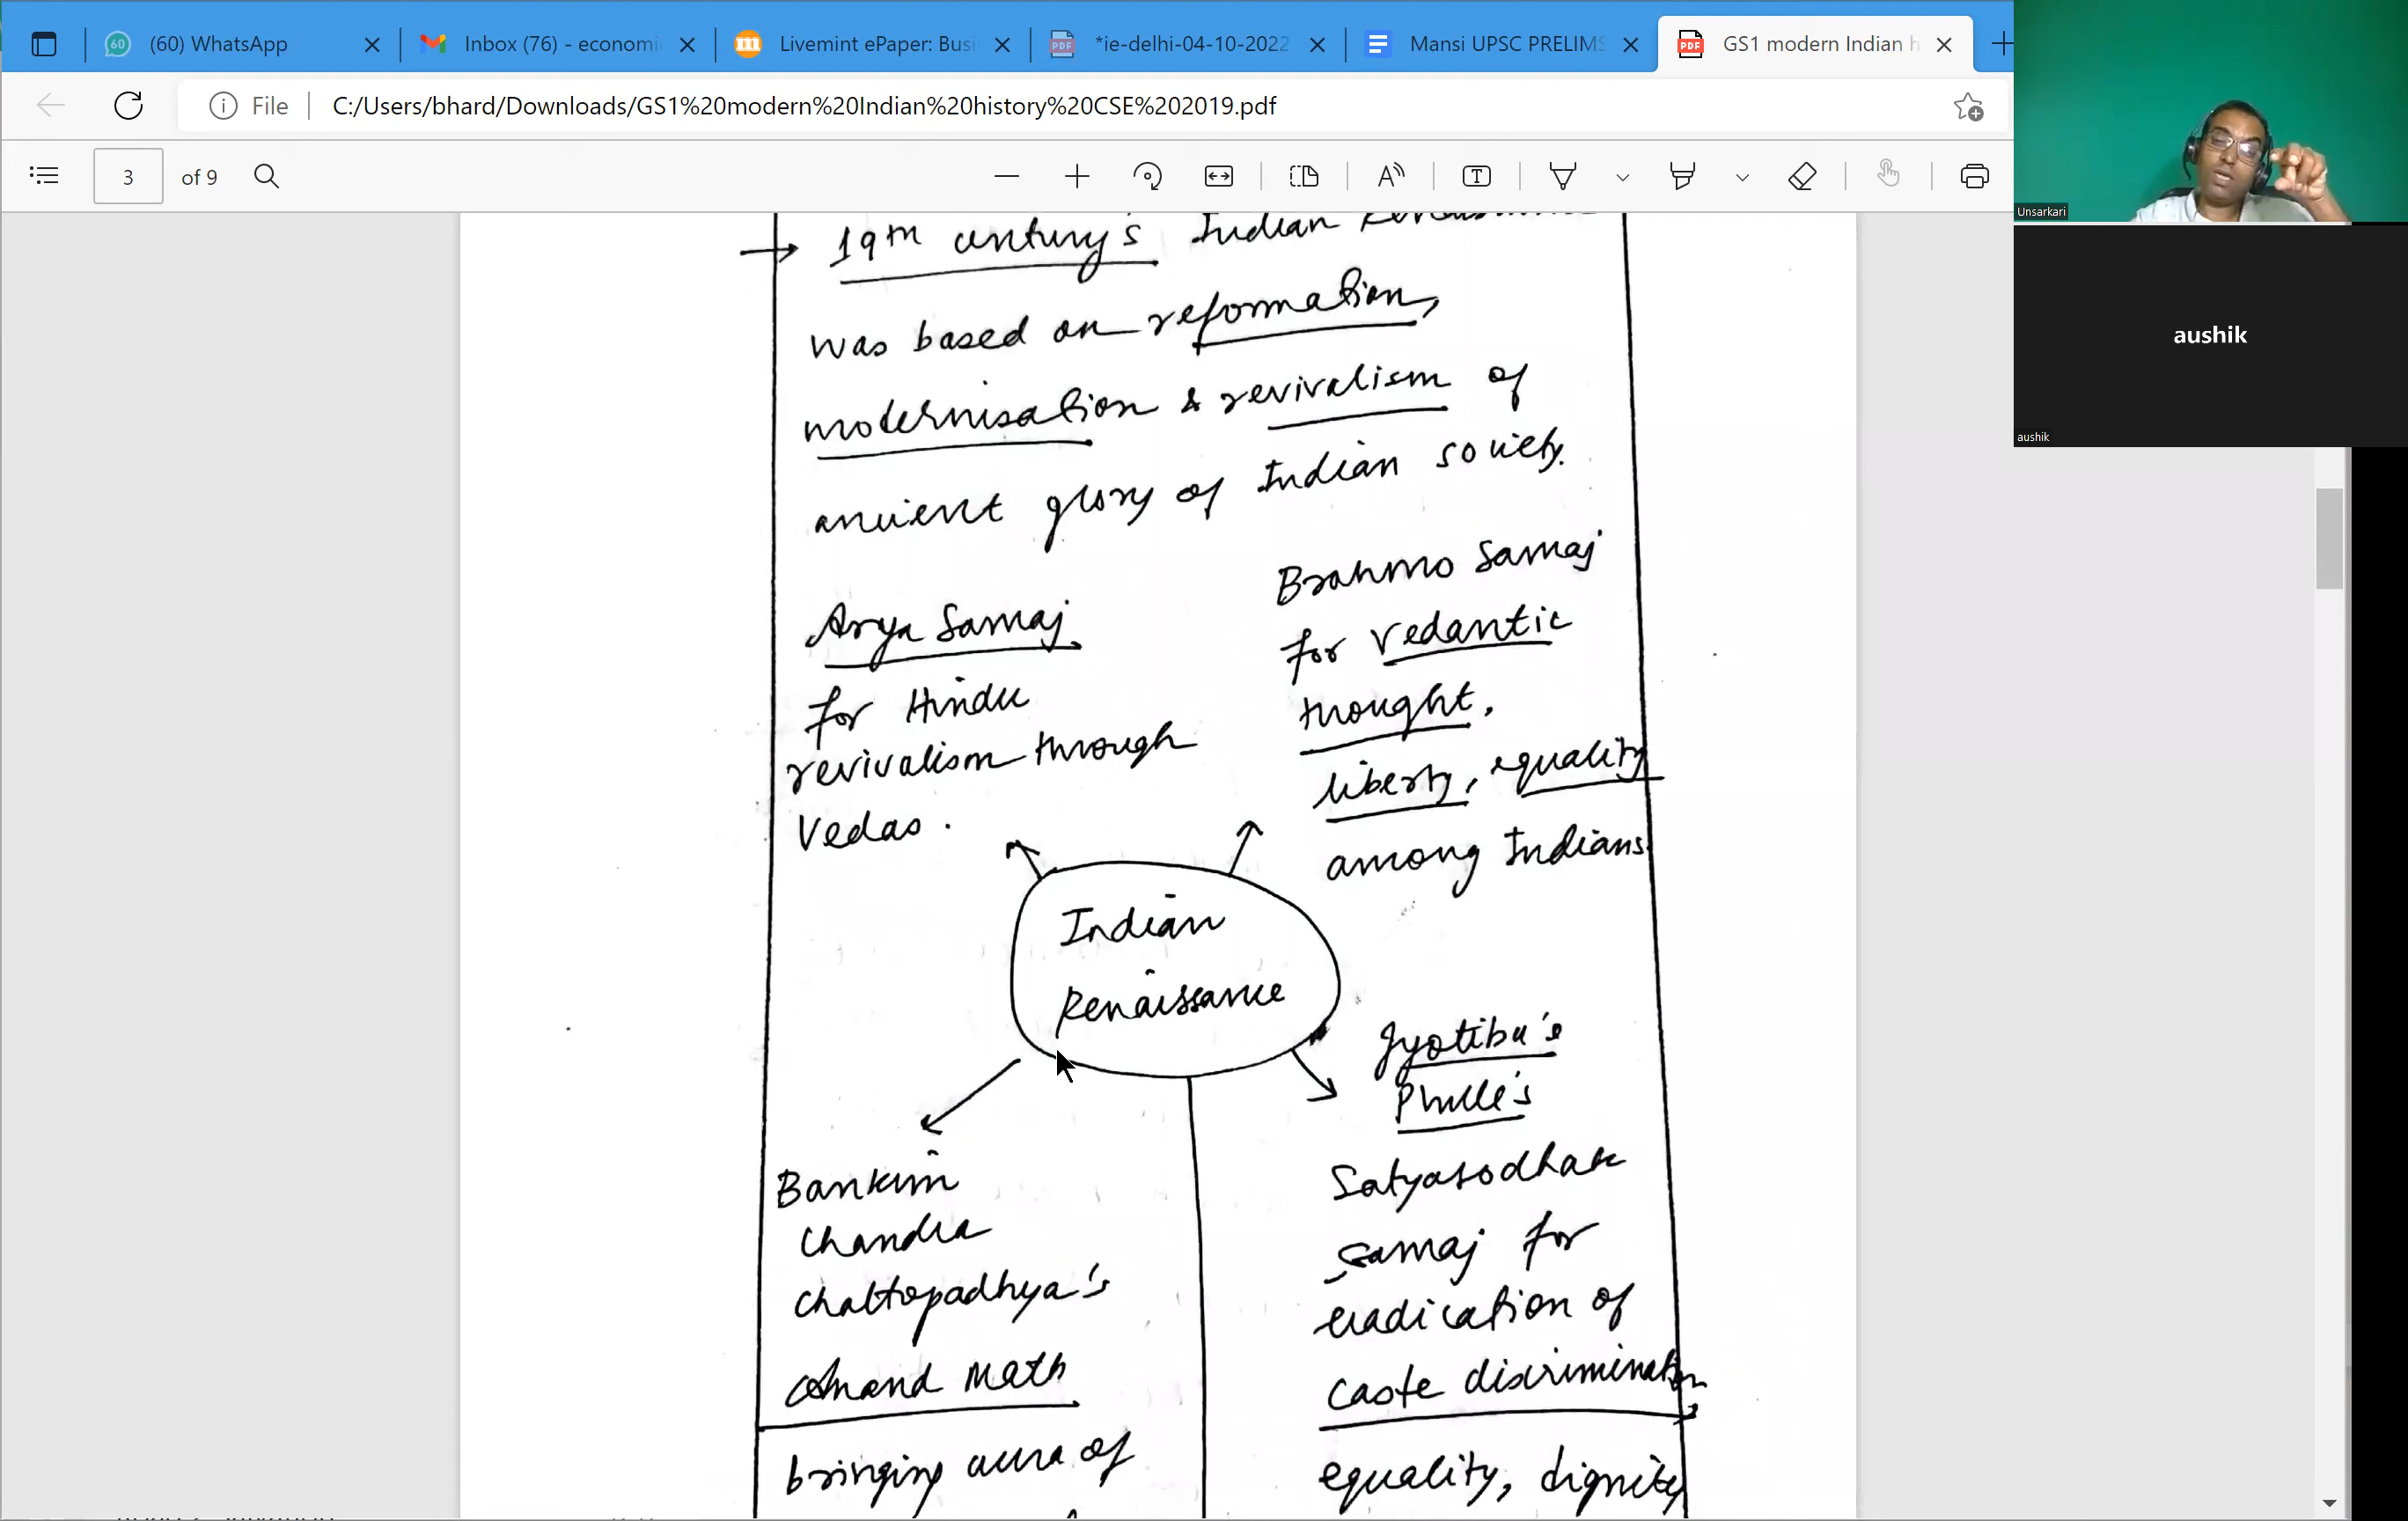 (60) WhatsApp
Inbox (76) - economi
Livemint ePaper: Busi
*ie-delhi-04-10-2022
Mansi UPSC PRELIMS
GS1 modern Indian h
File
C:/Users/bhard/Downloads/GS1%20modern%20Indian%20history%20CSE%202019.pdf
3 of 9
Unsarkari
aushik
aushik
→ 19th century's Indian Renaissance
was based on reformation,
modernisation & revivalism of
ancient glory of Indian society.
Arya Samaj
for Hindu
revivalism through
Vedas.
Brahmo Samaj
for Vedantic
thought.
liberty, equality
among Indians.
Indian
Renaissance
Bankim
Chandra
Chattopadhya's
Anand Math
bringing aura of
Jyotiba's
Phule's
Satyasodhak
Samaj for
eradication of
caste discrimination
equality, dignity